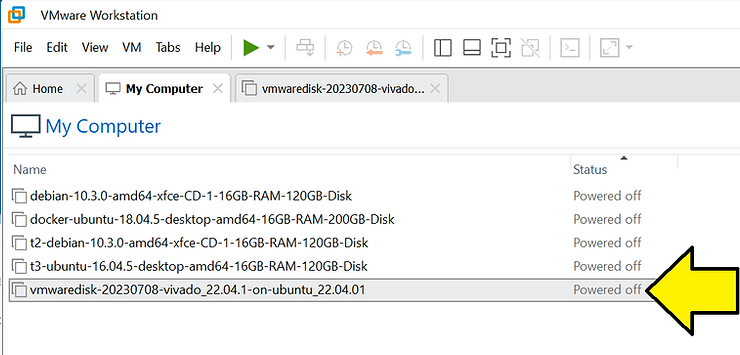 VMware Workstation
File Edit View VM Tabs Help
Home My Computer vmwaredisk-20230708-vivado...
My Computer
Name Status
debian-10.3.0-amd64-xfce-CD-1-16GB-RAM-120GB-Disk Powered off
docker-ubuntu-18.04.5-desktop-amd64-16GB-RAM-200GB-Disk Powered off
t2-debian-10.3.0-amd64-xfce-CD-1-16GB-RAM-120GB-Disk Powered off
t3-ubuntu-16.04.5-desktop-amd64-16GB-RAM-120GB-Disk Powered off
vmwaredisk-20230708-vivado_22.04.1-on-ubuntu_22.04.01 Powered off